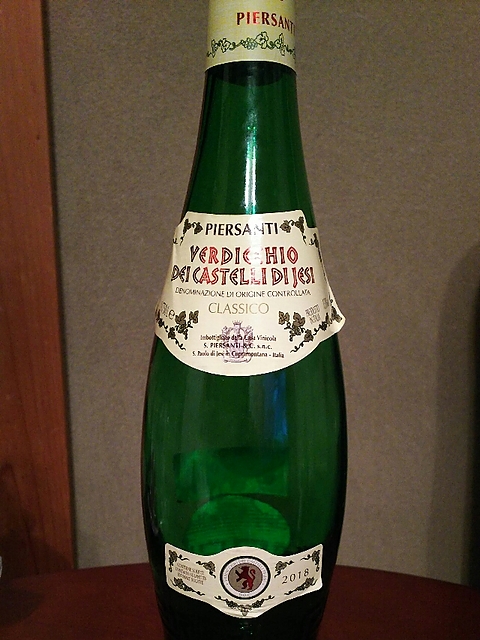 PIERSANTI
PIERSANTI
VERDICCHIO
DEI CASTELLI DI JESI
DENOMINAZIONE DI ORIGINE CONTROLLATA
CLASSICO
e
Imbottigliato dalla Casa Vinicola
S. PIERSANTI & C. s.n.c.
S. Paolo di Jesi in Cupramontana - Italia
2018